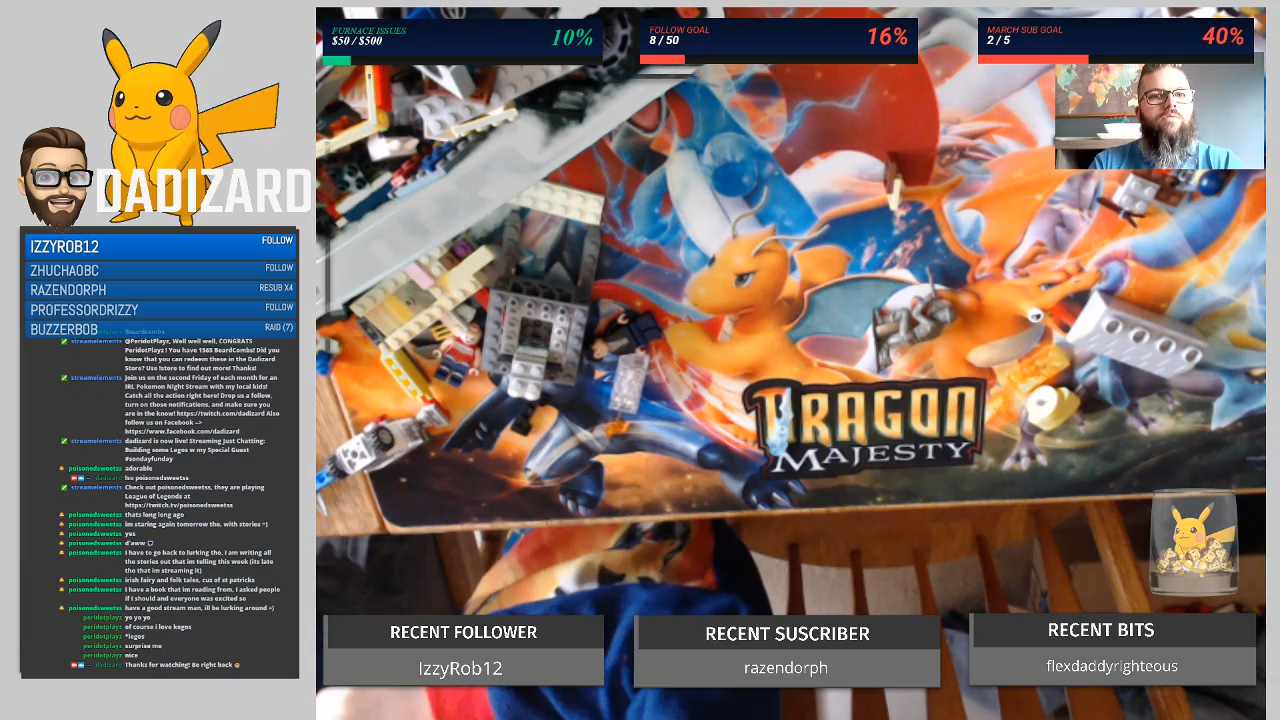 FURNACE ISSUES
$50 / $500
10%
FOLLOW GOAL
8 / 50
16%
MARCH SUB GOAL
2 / 5
40%
DADIZARD
IZZYROB12 FOLLOW
ZHUCHAOBC FOLLOW
RAZENDORPH RESUB X4
PROFESSORDRIZZY FOLLOW
BUZZERBOB RAID (7)
streamelements @PeridotPlayz, Well well well, CONGRATS
PeridotPlayz! You have 1565 BeardCombs! Did you
know that you can redeem these in the Dadizard
Store? Use !store to find out more! Thanks!
streamelements Join us on the second Friday of each month for an
IRL Pokemon Night Stream with my local kids!
Catch all the action right here! Drop us a follow,
turn on those notifications, and make sure you
are in the know! https://twitch.com/dadizard Also
follow us on Facebook -->
https://www.facebook.com/dadizard
streamelements dadizard is now live! Streaming Just Chatting:
Building some Legos w my Special Guest
#sondayfunday
poisonedsweetss adorable
dadizard !so poisonedsweetss
streamelements Check out poisonedsweetss, they are playing
League of Legends at
https://twitch.tv/poisonedsweetss
poisonedsweetss thats long long ago
poisonedsweetss im staring again tomorrow tho, with stories =)
poisonedsweetss yes
poisonedsweetss d'aww
poisonedsweetss I have to go back to lurking tho, I am writing all
the stories out that im telling this week (its late
tho that im streaming it)
poisonedsweetss irish fairy and folk tales, cuz of st patricks
poisonedsweetss I have a book that im reading from, I asked people
if I should and everyone was excited so
poisonedsweetss have a good stream man, ill be lurking around =)
peridotplayz yo yo yo
peridotplayz of course i love kegos
peridotplayz *legos
peridotplayz surprise me
peridotplayz nice
dadizard Thanks for watching! Be right back
DRAGON
MAJESTY
RECENT FOLLOWER
IzzyRob12
RECENT SUSCRIBER
razendorph
RECENT BITS
flexdaddyrighteous